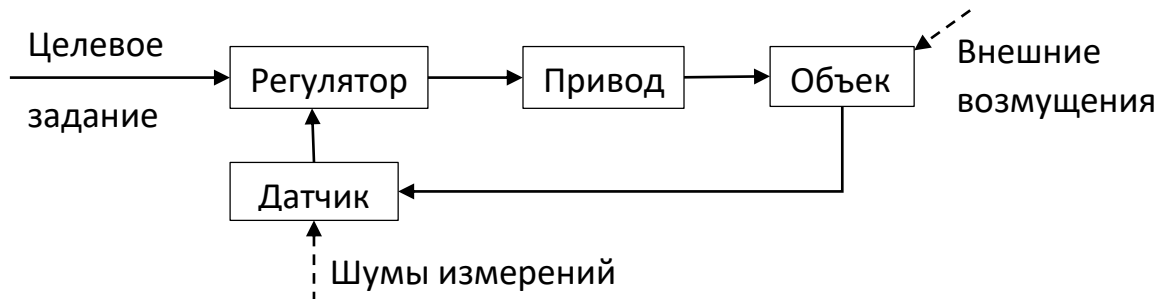 Целевое
задание
Регулятор
Привод
Объек
Внешние
возмущения
Датчик
Шумы измерений